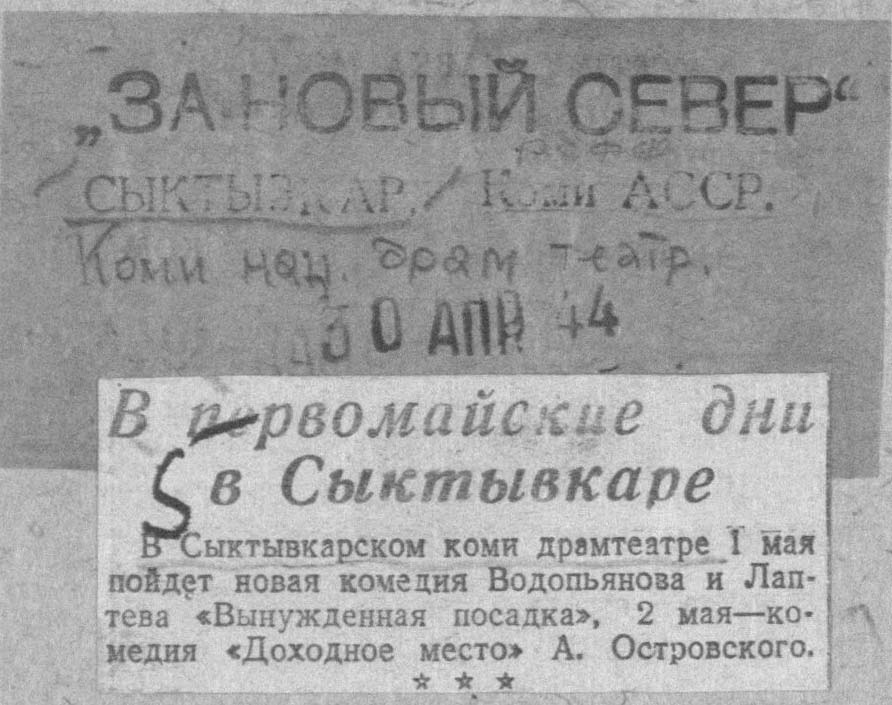 „ЗА НОВЫЙ СЕВЕР“
СЫКТЫВКАР, Коми АССР.
Коми нац. драм театр.
30 АПР 44
В первомайские дни
в Сыктывкаре
В Сыктывкарском коми драмтеатре 1 мая
пойдет новая комедия Водопьянова и Лап-
тева «Вынужденная посадка», 2 мая—ко-
медия «Доходное место» А. Островского.
☆ ☆ ☆